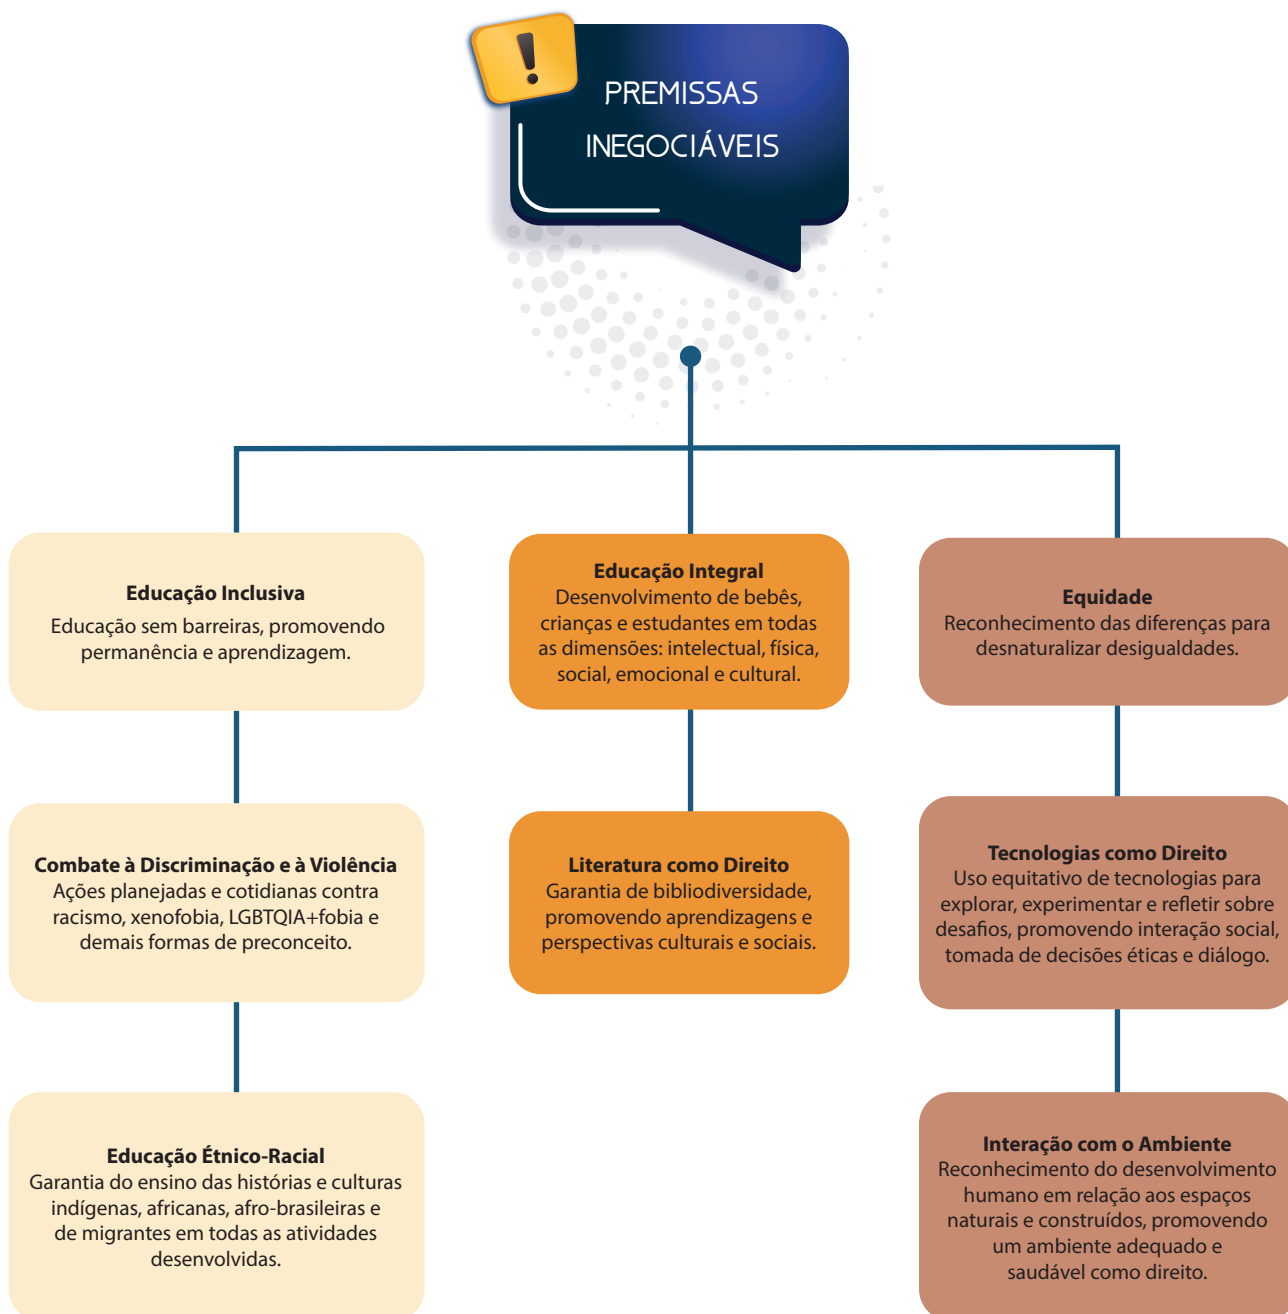 !
PREMISSAS
INEGOCIÁVEIS
Educação Inclusiva
Educação sem barreiras, promovendo
permanência e aprendizagem.
Educação Integral
Desenvolvimento de bebês,
crianças e estudantes em todas
as dimensões: intelectual, física,
social, emocional e cultural.
Equidade
Reconhecimento das diferenças para
desnaturalizar desigualdades.
Combate à Discriminação e à Violência
Ações planejadas e cotidianas contra
racismo, xenofobia, LGBTQIA+fobia e
demais formas de preconceito.
Literatura como Direito
Garantia de bibliodiversidade,
promovendo aprendizagens e
perspectivas culturais e sociais.
Tecnologias como Direito
Uso equitativo de tecnologias para
explorar, experimentar e refletir sobre
desafios, promovendo interação social,
tomada de decisões éticas e diálogo.
Educação Étnico-Racial
Garantia do ensino das histórias e culturas
indígenas, africanas, afro-brasileiras e
de migrantes em todas as atividades
desenvolvidas.
Interação com o Ambiente
Reconhecimento do desenvolvimento
humano em relação aos espaços
naturais e construídos, promovendo
um ambiente adequado e
saudável como direito.